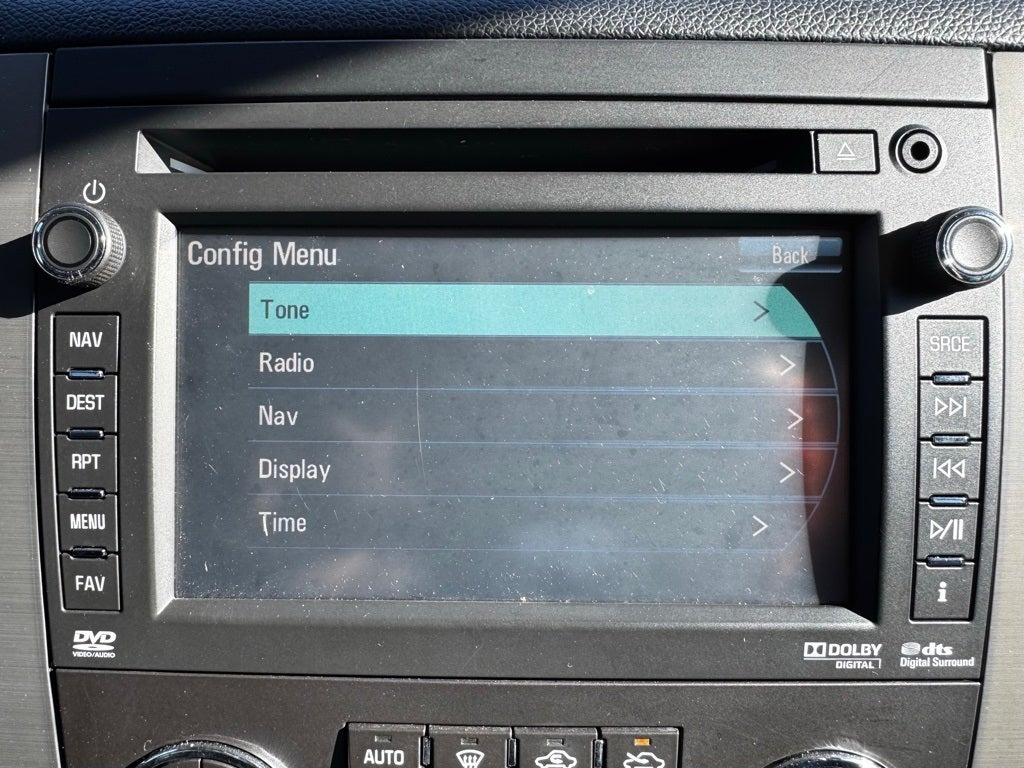 Config Menu
Back
Tone
Radio
Nav
Display
Time
NAV
DEST
RPT
MENU
FAV
SRCE
i
DVD
VIDEO/AUDIO
DOLBY
DIGITAL
dts
Digital Surround
AUTO